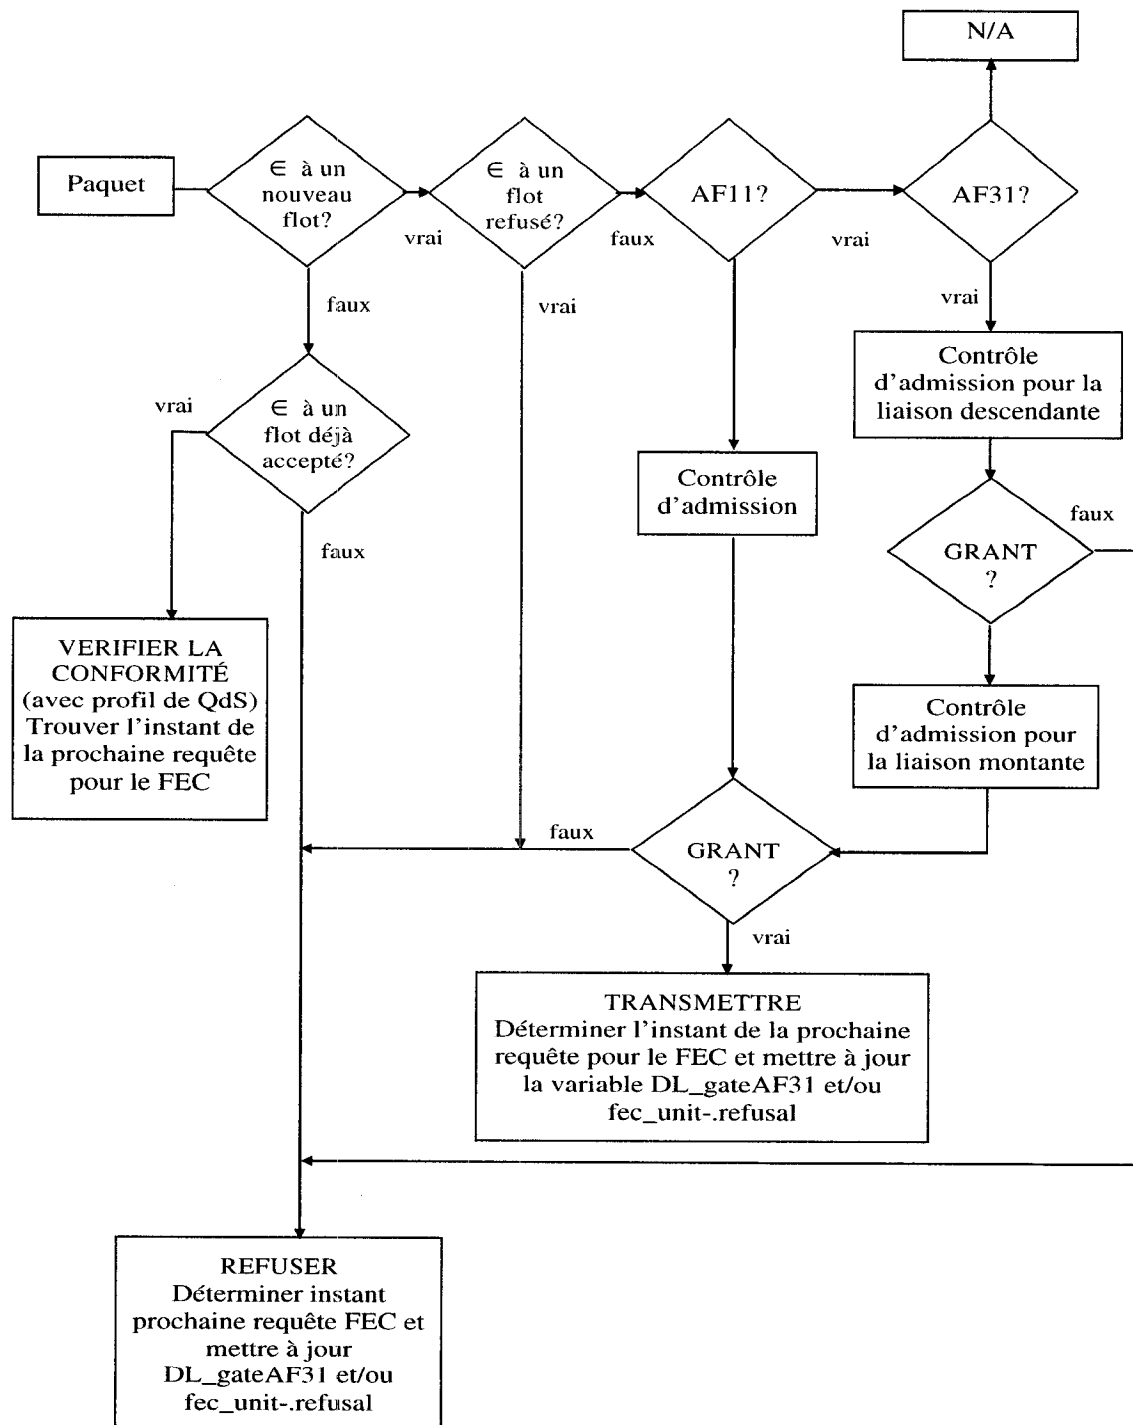 N/A
Paquet
∈ à un
nouveau
flot?
vrai
∈ à un
flot
refusé?
faux
AF11?
vrai
AF31?
faux
vrai
vrai
vrai
∈ à un
flot déjà
accepté?
faux
Contrôle
d'admission pour la
liaison descendante
Contrôle
d'admission
GRANT
?
faux
VERIFIER LA
CONFORMITÉ
(avec profil de QdS)
Trouver l'instant de
la prochaine requête
pour le FEC
Contrôle
d'admission pour
la liaison montante
faux
GRANT
?
vrai
TRANSMETTRE
Déterminer l'instant de la prochaine
requête pour le FEC et mettre à jour
la variable DL_gateAF31 et/ou
fec_unit-.refusal
REFUSER
Déterminer instant
prochaine requête FEC et
mettre à jour
DL_gateAF31 et/ou
fec_unit-.refusal